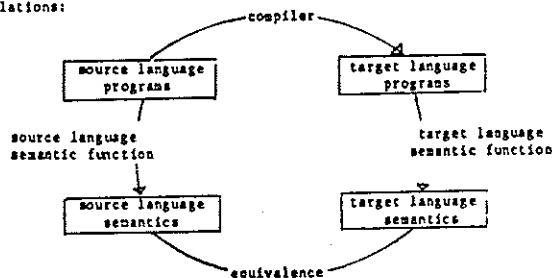 lations:
compiler
source language target language
programs programs
source language target language
semantic function semantic function
source language target language
semantics semantics
equivalence